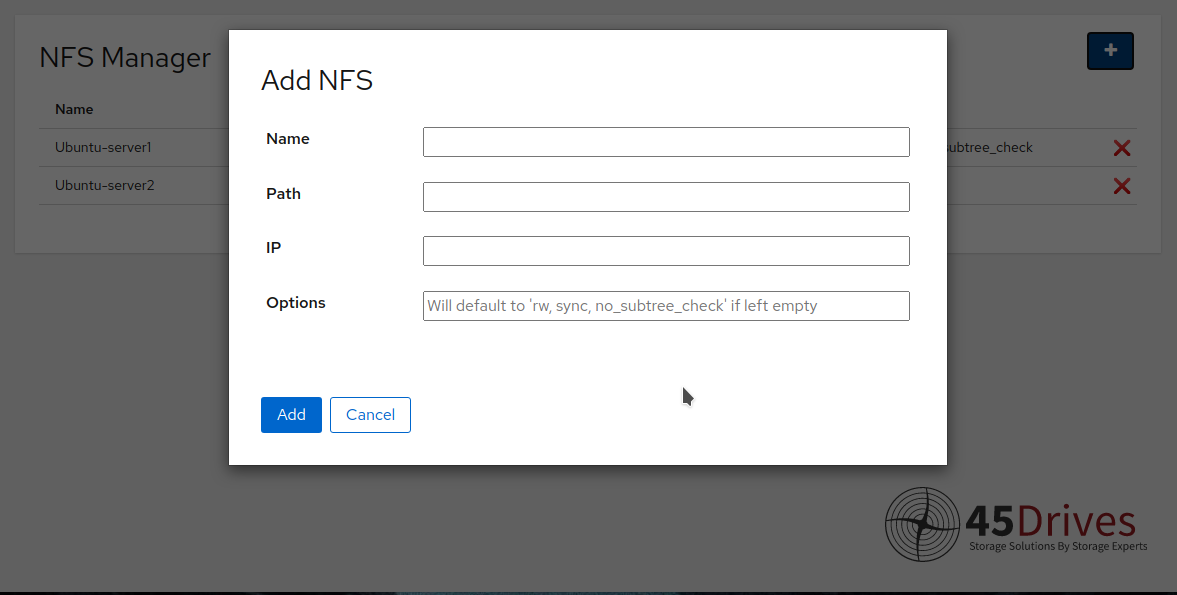 NFS Manager
+
Name
Ubuntu-server1
subtree_check
Ubuntu-server2
Add NFS
Name
Path
IP
Options
Will default to 'rw, sync, no_subtree_check' if left empty
Add
Cancel
45Drives
Storage Solutions By Storage Experts